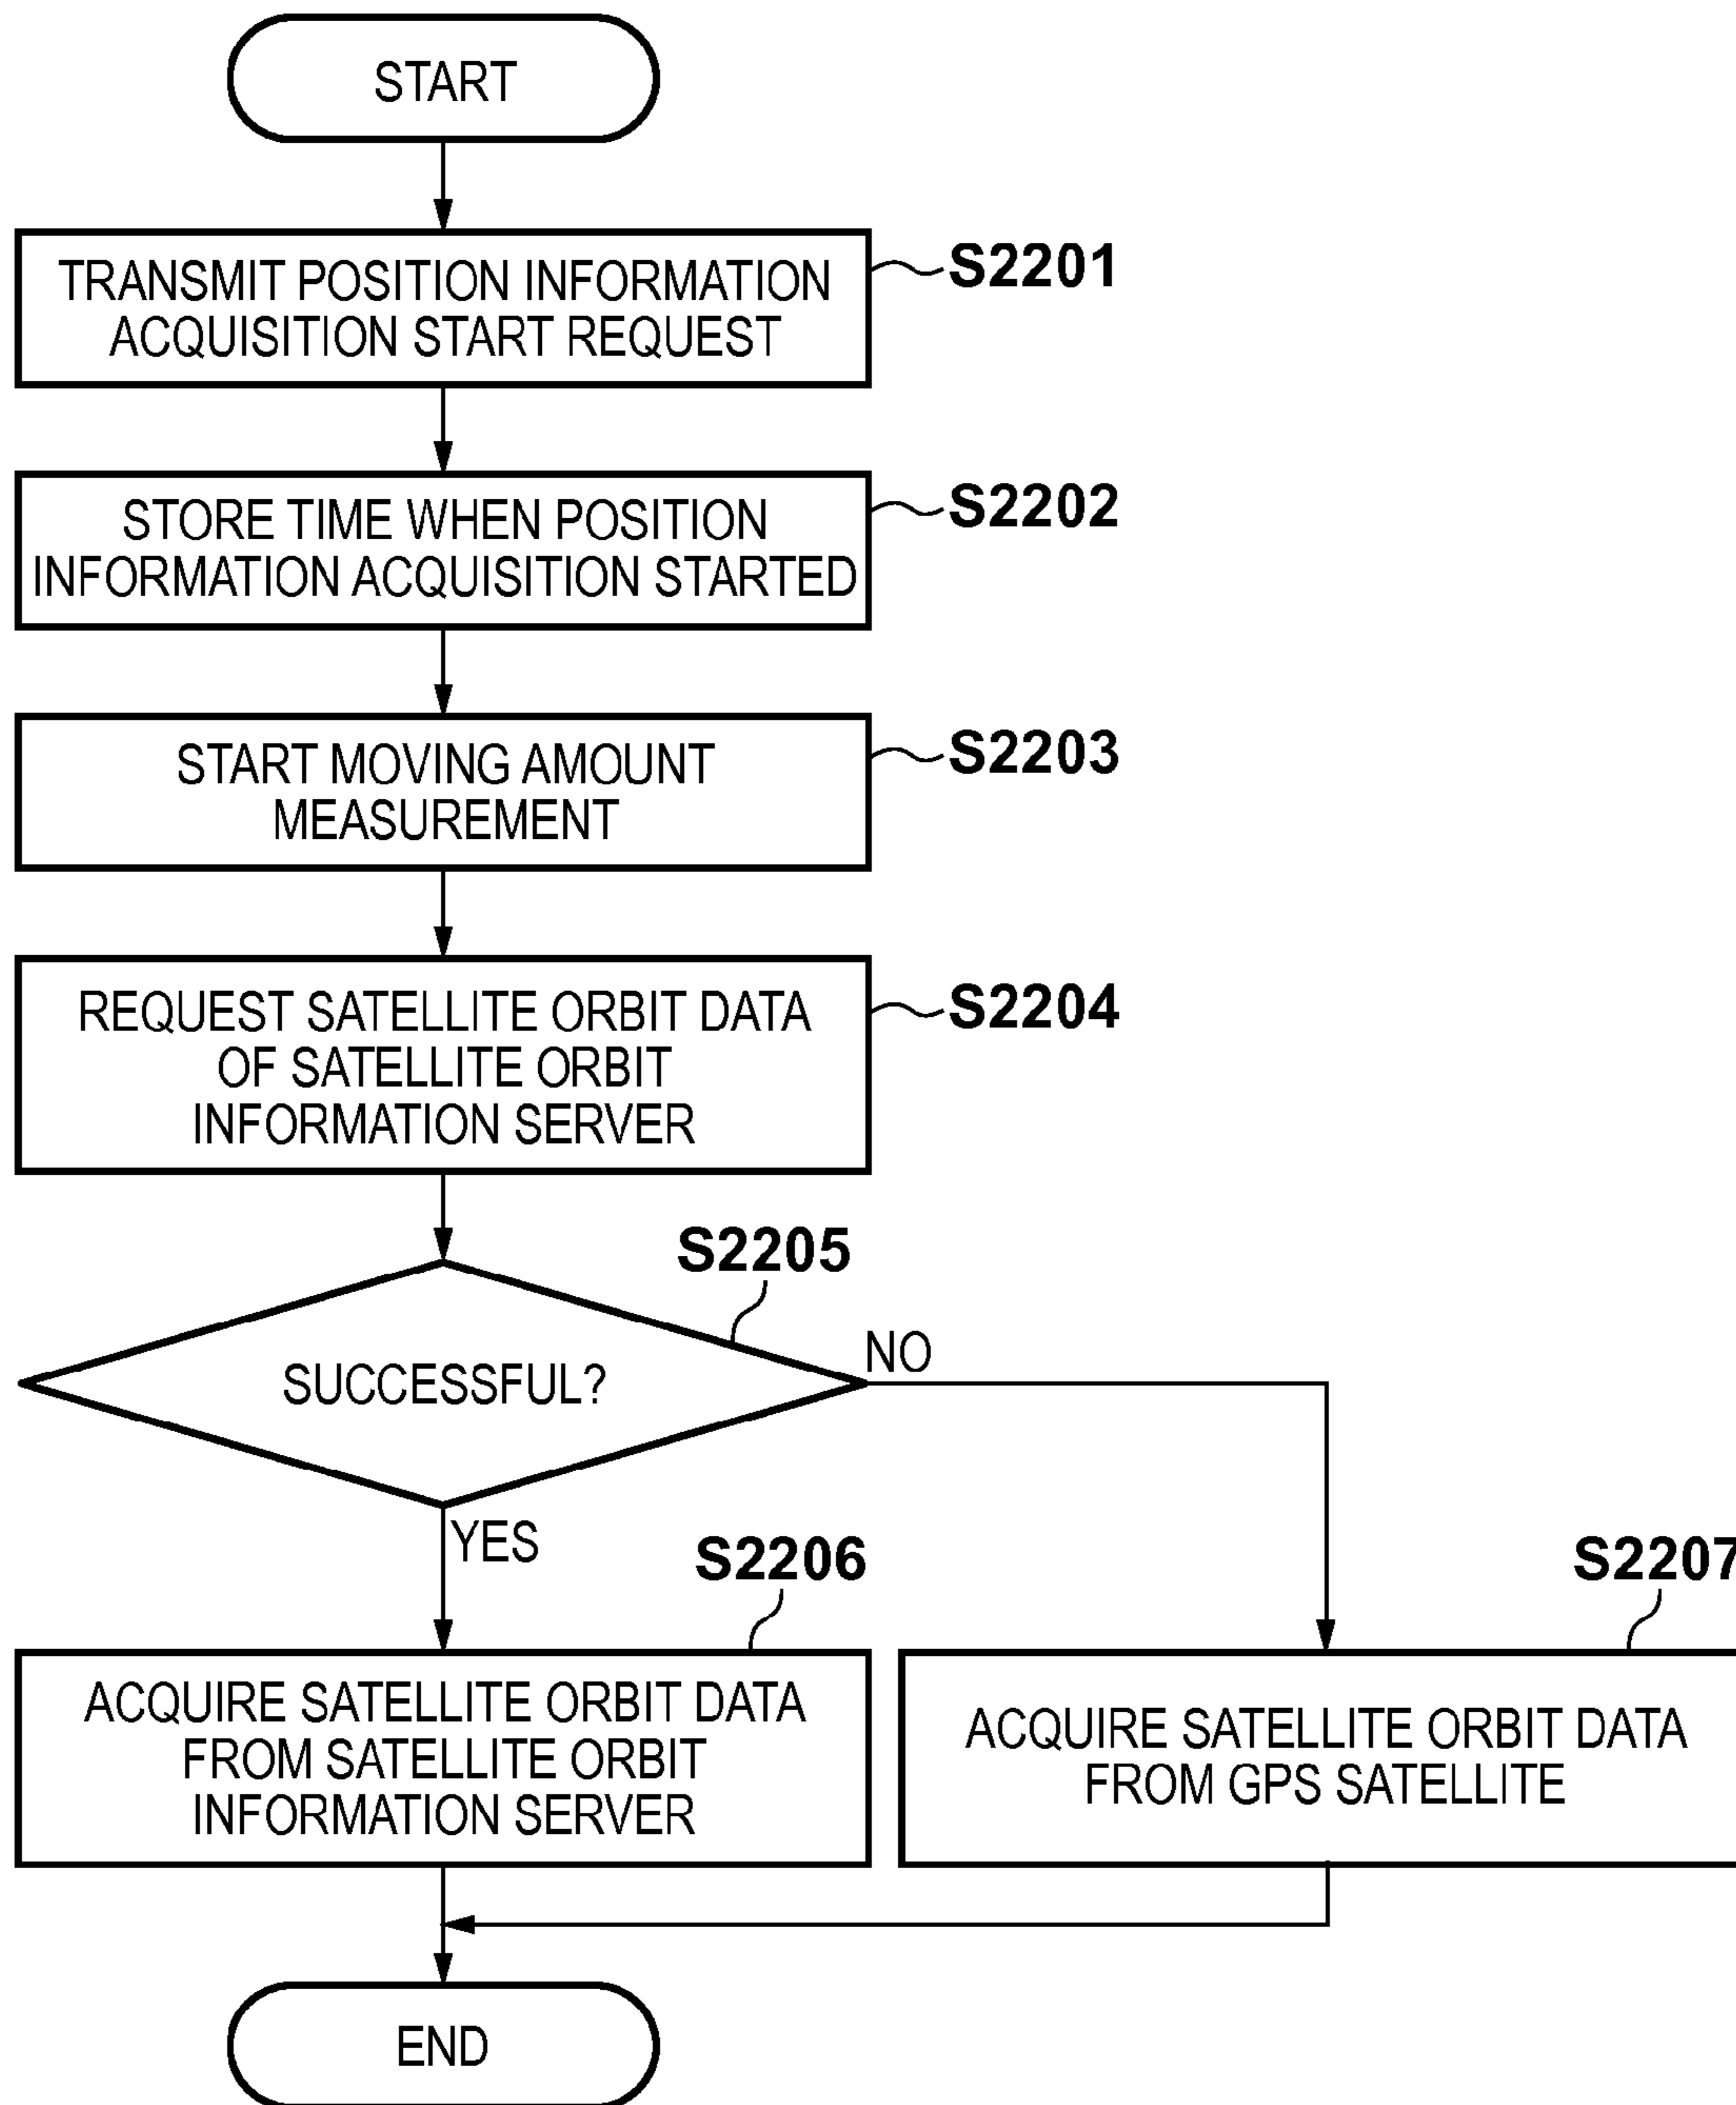 START
TRANSMIT POSITION INFORMATION
ACQUISITION START REQUEST
S2201
STORE TIME WHEN POSITION
INFORMATION ACQUISITION STARTED
S2202
START MOVING AMOUNT
MEASUREMENT
S2203
REQUEST SATELLITE ORBIT DATA
OF SATELLITE ORBIT
INFORMATION SERVER
S2204
S2205
SUCCESSFUL?
NO
YES
S2206
ACQUIRE SATELLITE ORBIT DATA
FROM SATELLITE ORBIT
INFORMATION SERVER
S2207
ACQUIRE SATELLITE ORBIT DATA
FROM GPS SATELLITE
END